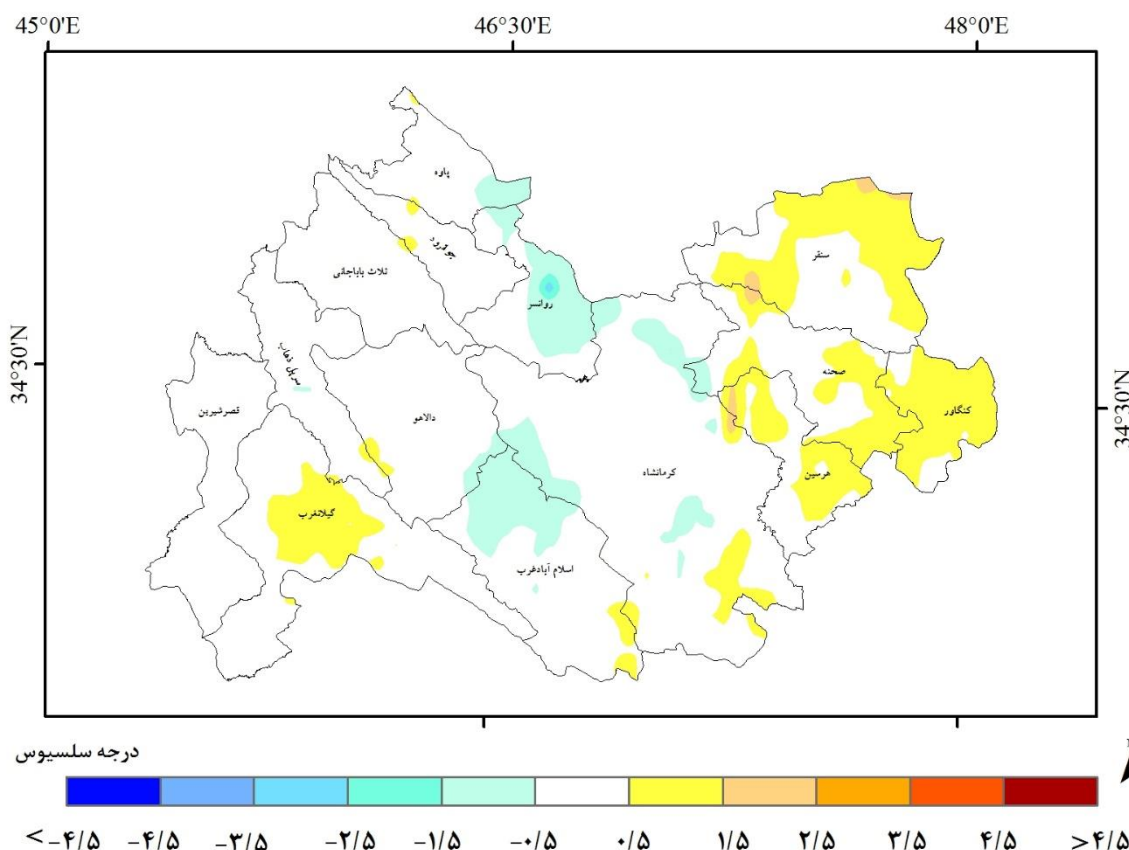 45°0'E 46°30'E 48°0'E
34°30'N
34°30'N
پاوه
جوانرود
ثلاث باباجانی
روانسر
سنقر
سرپل ذهاب
صحنه
کنگاور
قصرشیرین
دالاهو
کرمانشاه
هرسین
گیلانغرب
اسلام آبادغرب
درجه سلسیوس
<-۴/۵ -۴/۵ -۳/۵ -۲/۵ -۱/۵ -۰/۵ ۰/۵ ۱/۵ ۲/۵ ۳/۵ ۴/۵ >۴/۵